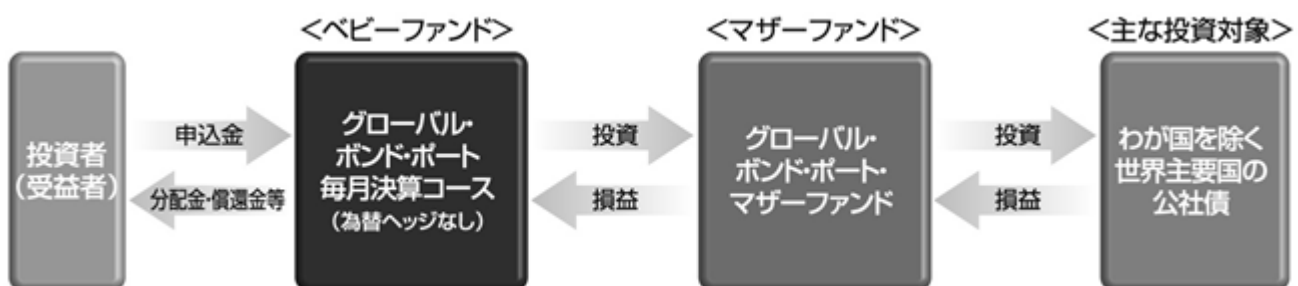 <ベビーファンド>
<マザーファンド>
<主な投資対象>
投資者
(受益者)
申込金
分配金・償還金等
グローバル・
ボンド・ポート
毎月決算コース
(為替ヘッジなし)
投資
損益
グローバル・
ボンド・ポート・
マザーファンド
投資
損益
わが国を除く
世界主要国の
公社債